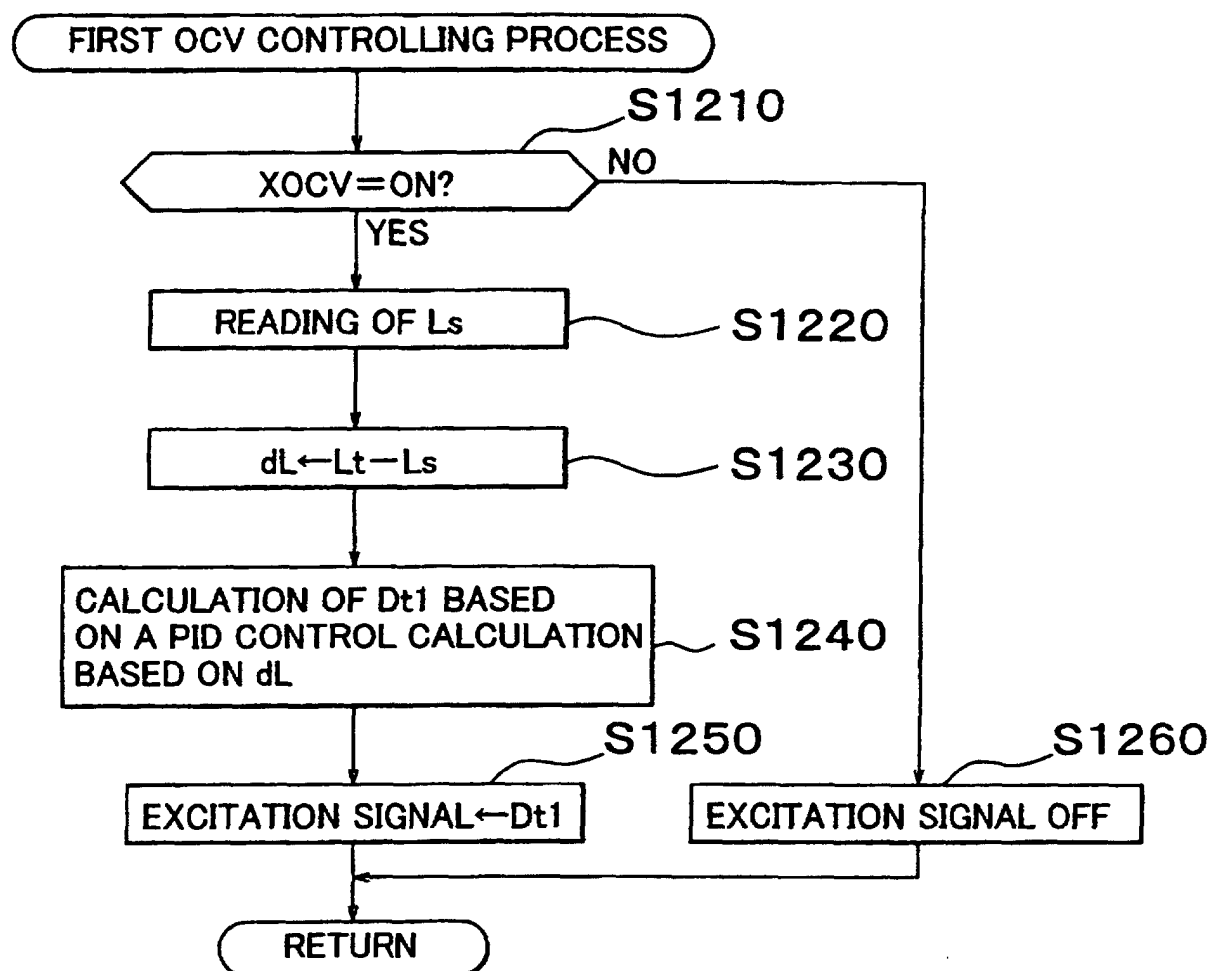 FIRST OCV CONTROLLING PROCESS
S1210
XOCV=ON?
NO
YES
READING OF Ls
S1220
dL←Lt−Ls
S1230
CALCULATION OF Dt1 BASED
ON A PID CONTROL CALCULATION
BASED ON dL
S1240
S1250
EXCITATION SIGNAL←Dt1
S1260
EXCITATION SIGNAL OFF
RETURN